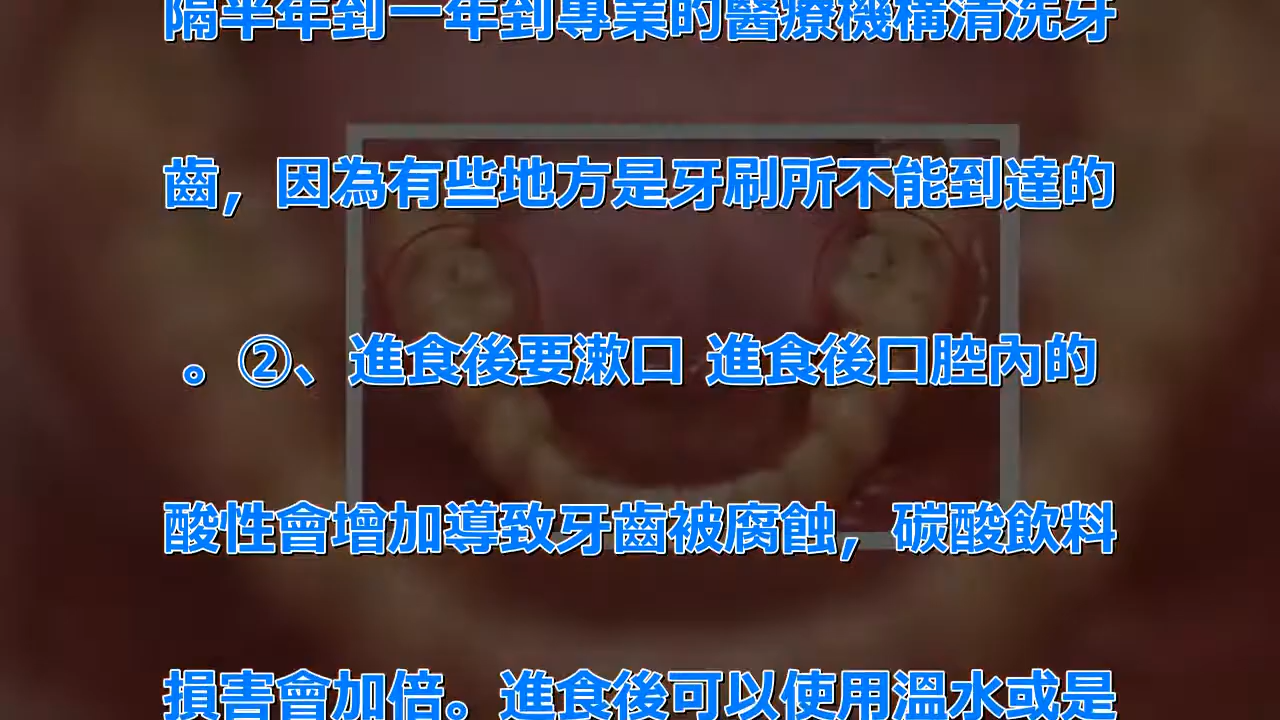 隔半年到一年到專業的醫療機構清洗牙
齒，因為有些地方是牙刷所不能到達的
。②、進食後要漱口 進食後口腔內的
酸性會增加導致牙齒被腐蝕，碳酸飲料
損害會加倍。進食後可以使用溫水或是